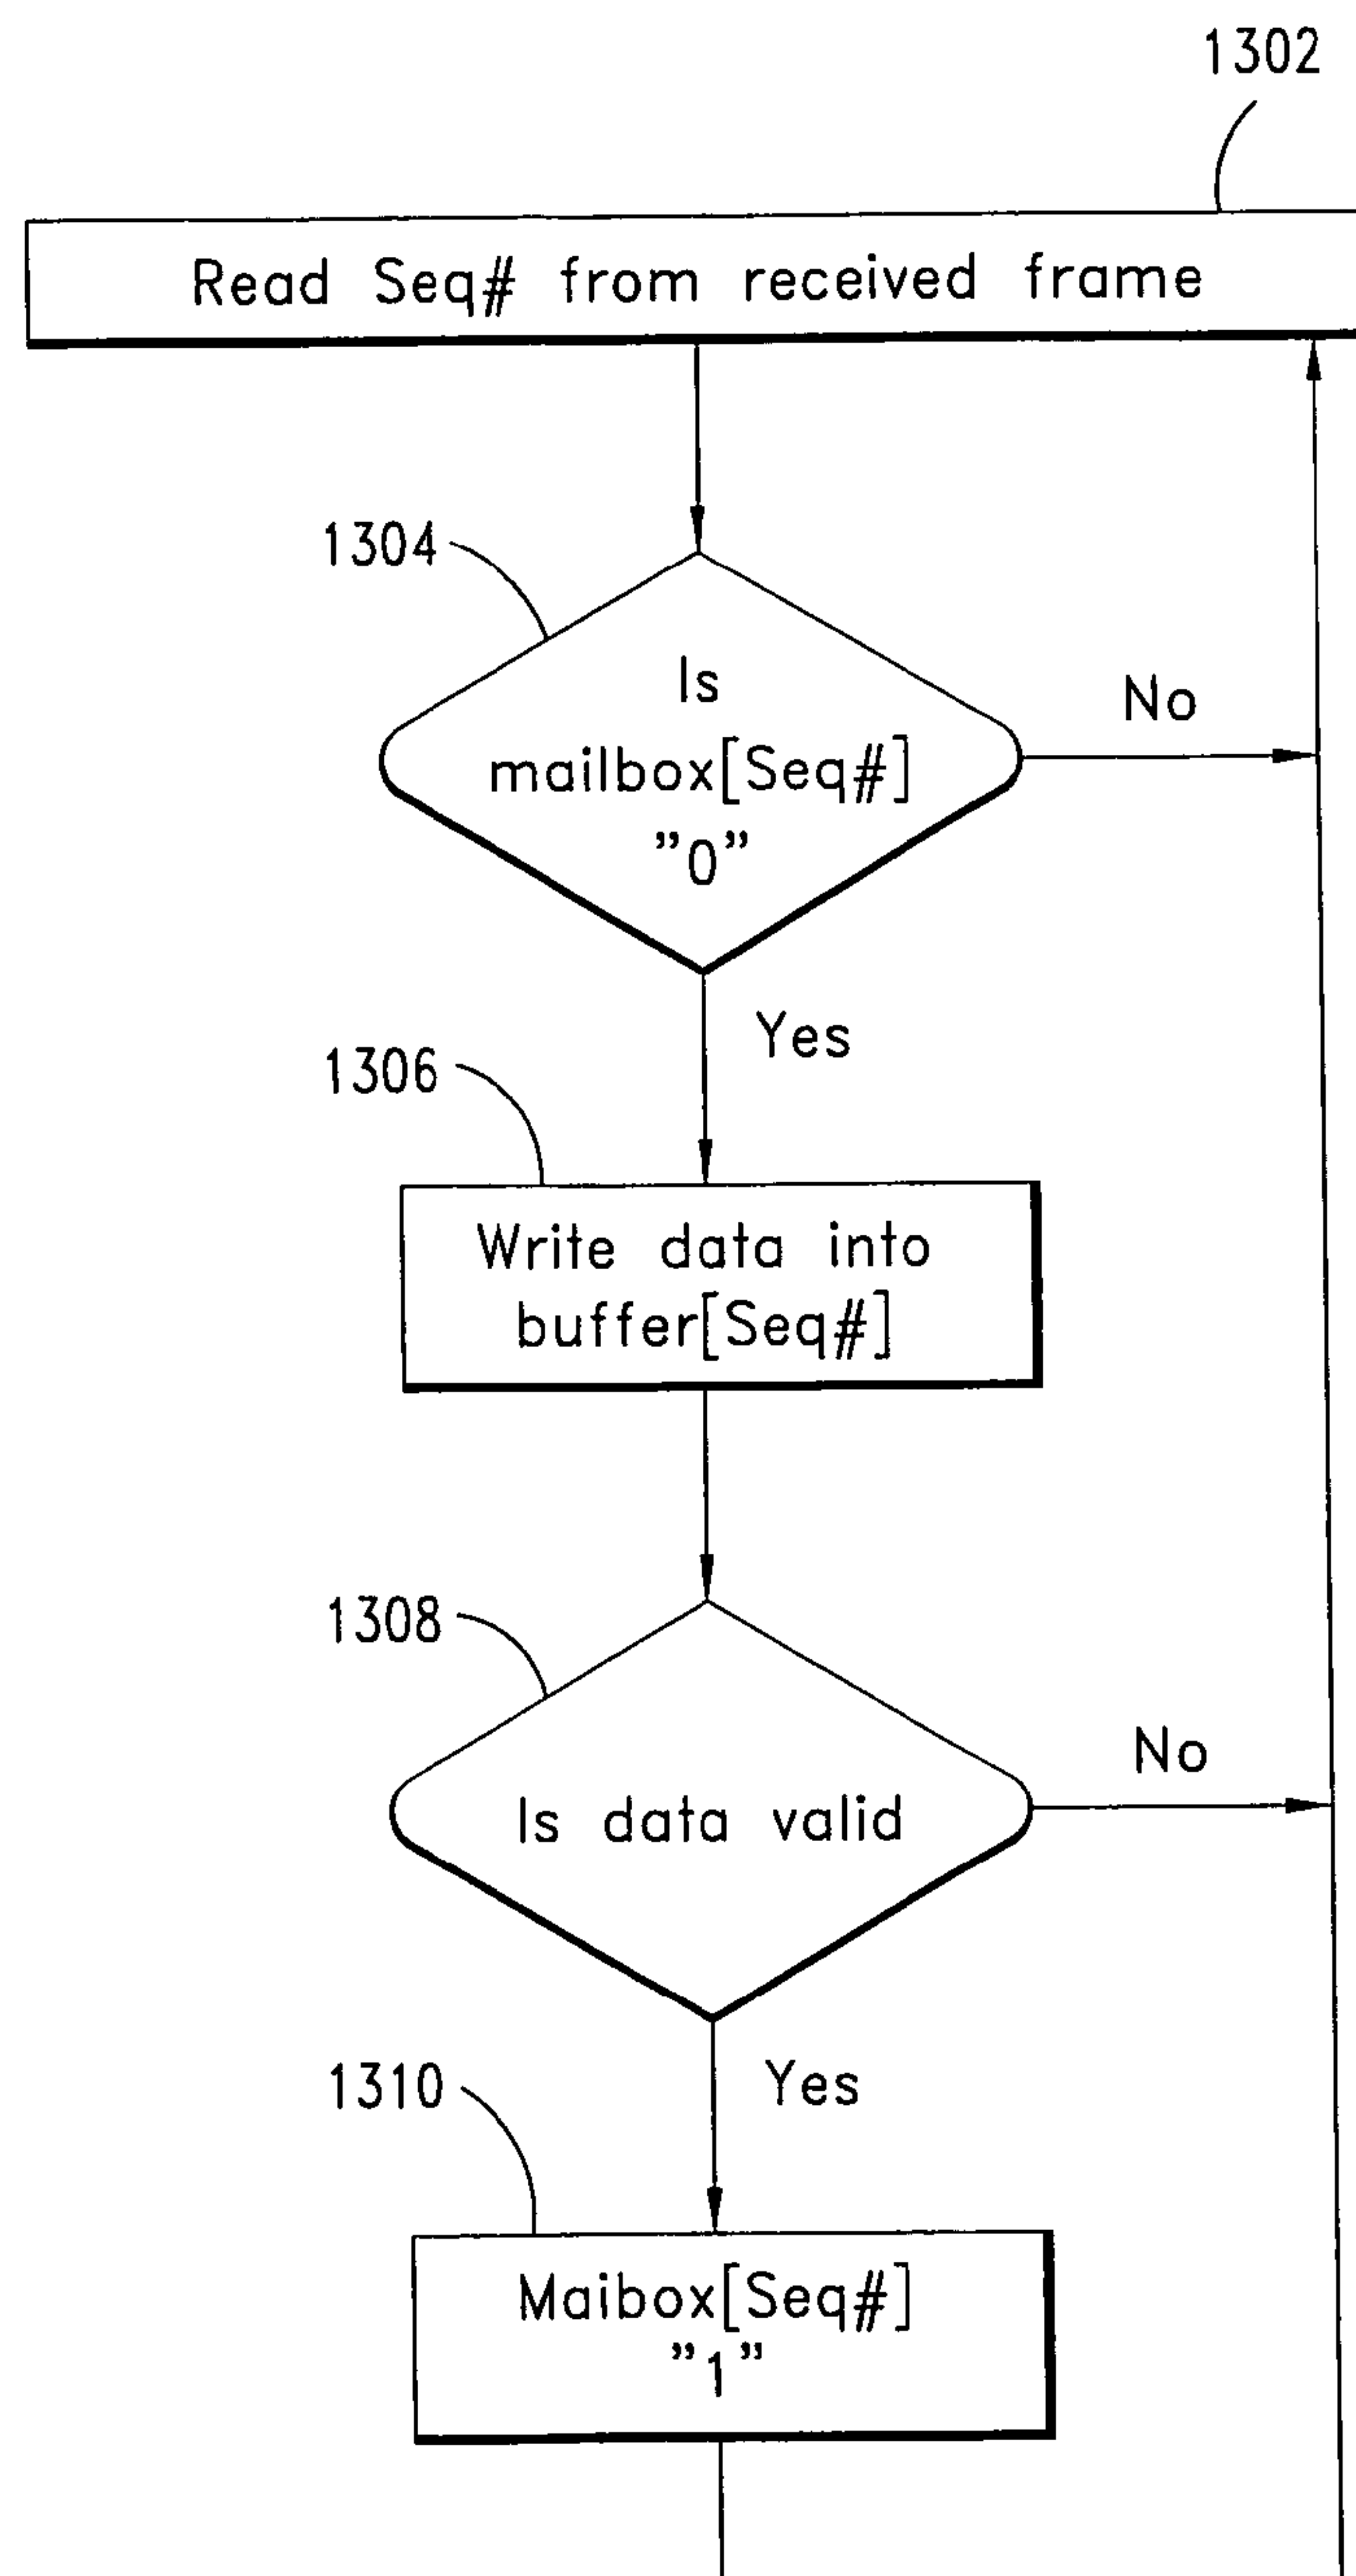 1302
Read Seq# from received frame
1304
Is
mailbox[Seq#]
"0"
No
Yes
1306
Write data into
buffer[Seq#]
1308
Is data valid
No
Yes
1310
Maibox[Seq#]
"1"